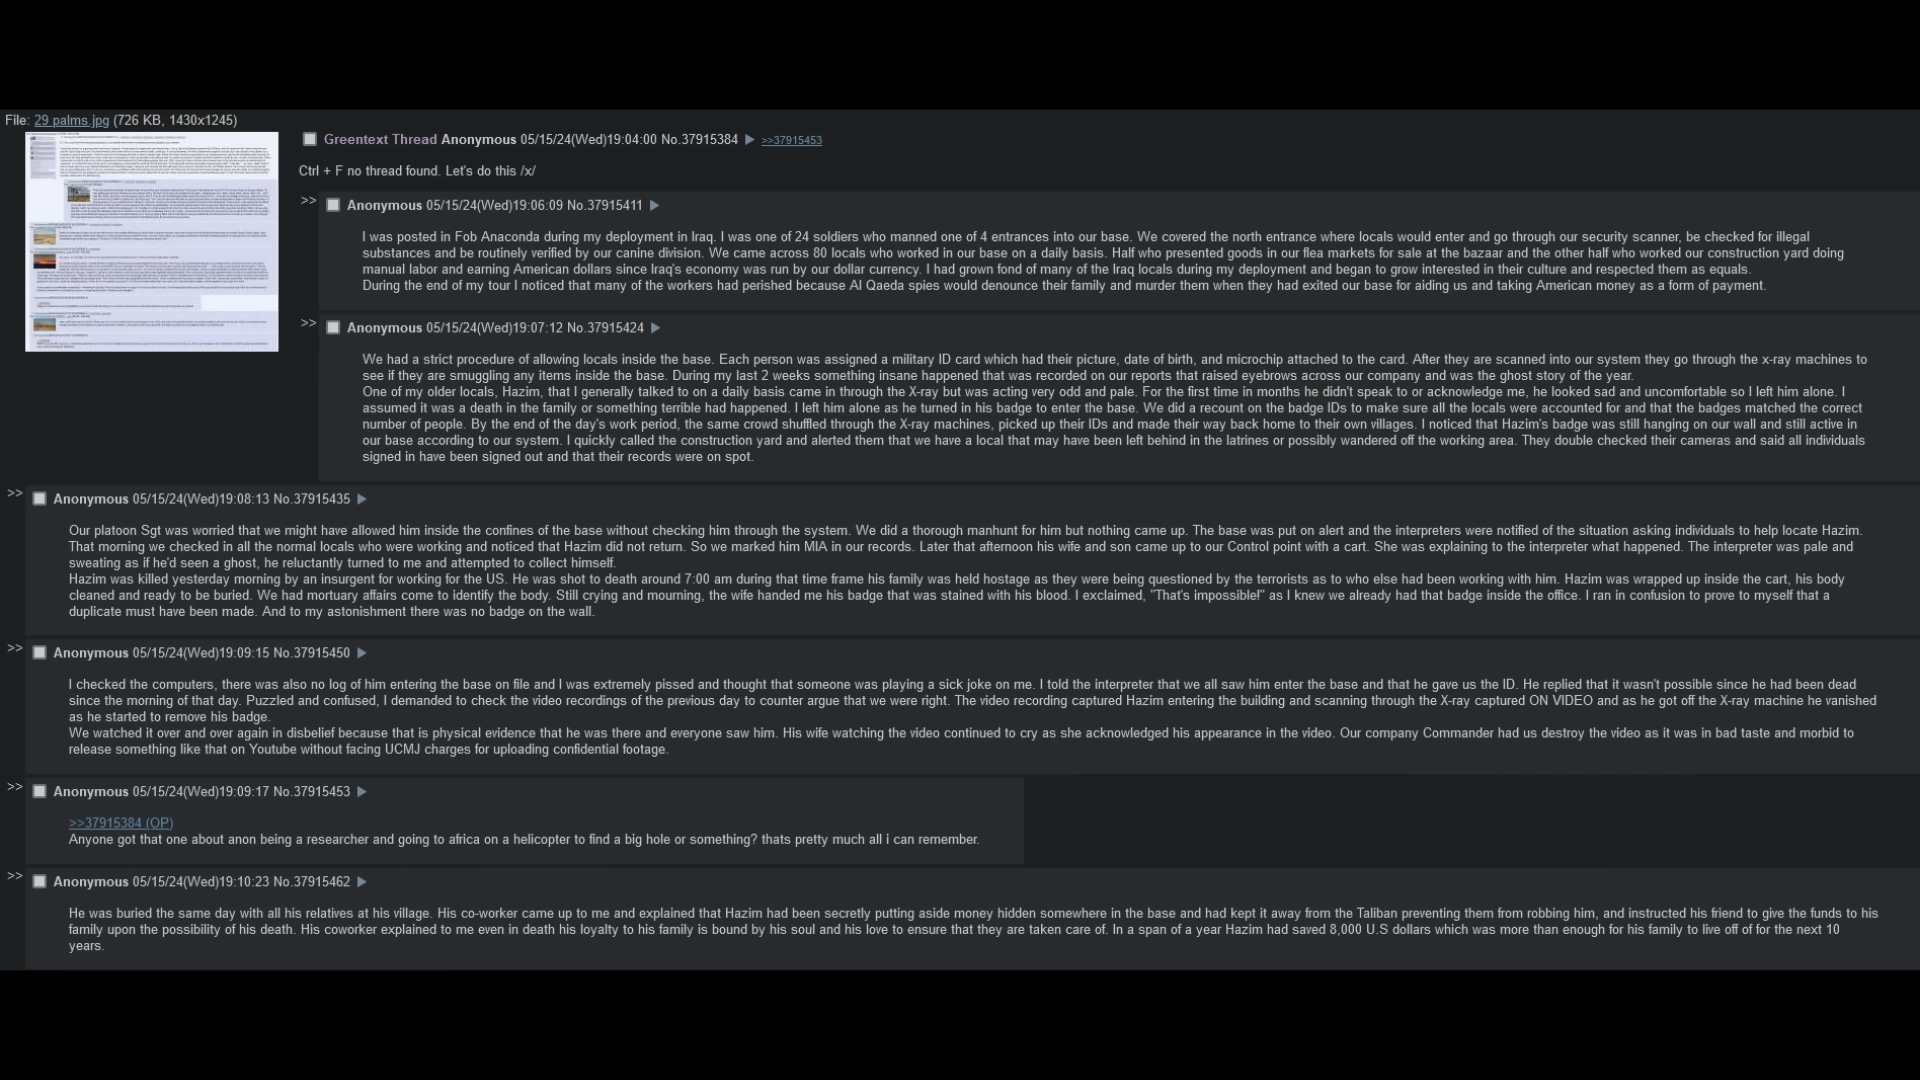 File: 29 palms.jpg (726 KB, 1430x1245)
Greentext Thread Anonymous 05/15/24(Wed)19:04:00 No.37915384 ▶ >>37915453
Ctrl + F no thread found. Let's do this /x/
>> Anonymous 05/15/24(Wed)19:06:09 No.37915411 ▶
I was posted in Fob Anaconda during my deployment in Iraq. I was one of 24 soldiers who manned one of 4 entrances into our base. We covered the north entrance where locals would enter and go through our security scanner, be checked for illegal
substances and be routinely verified by our canine division. We came across 80 locals who worked in our base on a daily basis. Half who presented goods in our flea markets for sale at the bazaar and the other half who worked our construction yard doing
manual labor and earning American dollars since Iraq's economy was run by our dollar currency. I had grown fond of many of the Iraq locals during my deployment and began to grow interested in their culture and respected them as equals.
During the end of my tour I noticed that many of the workers had perished because Al Qaeda spies would denounce their family and murder them when they had exited our base for aiding us and taking American money as a form of payment.
>> Anonymous 05/15/24(Wed)19:07:12 No.37915424 ▶
We had a strict procedure of allowing locals inside the base. Each person was assigned a military ID card which had their picture, date of birth, and microchip attached to the card. After they are scanned into our system they go through the x-ray machines to
see if they are smuggling any items inside the base. During my last 2 weeks something insane happened that was recorded on our reports that raised eyebrows across our company and was the ghost story of the year.
One of my older locals, Hazim, that I generally talked to on a daily basis came in through the X-ray but was acting very odd and pale. For the first time in months he didn't speak to or acknowledge me, he looked sad and uncomfortable so I left him alone. I
assumed it was a death in the family or something terrible had happened. I left him alone as he turned in his badge to enter the base. We did a recount on the badge IDs to make sure all the locals were accounted for and that the badges matched the correct
number of people. By the end of the day's work period, the same crowd shuffled through the X-ray machines, picked up their IDs and made their way back home to their own villages. I noticed that Hazim's badge was still hanging on our wall and still active in
our base according to our system. I quickly called the construction yard and alerted them that we have a local that may have been left behind in the latrines or possibly wandered off the working area. They double checked their cameras and said all individuals
signed in have been signed out and that their records were on spot.
>> Anonymous 05/15/24(Wed)19:08:13 No.37915435 ▶
Our platoon Sgt was worried that we might have allowed him inside the confines of the base without checking him through the system. We did a thorough manhunt for him but nothing came up. The base was put on alert and the interpreters were notified of the situation asking individuals to help locate Hazim.
That morning we checked in all the normal locals who were working and noticed that Hazim did not return. So we marked him MIA in our records. Later that afternoon his wife and son came up to our Control point with a cart. She was explaining to the interpreter what happened. The interpreter was pale and
sweating as if he'd seen a ghost, he reluctantly turned to me and attempted to collect himself.
Hazim was killed yesterday morning by an insurgent for working for the US. He was shot to death around 7:00 am during that time frame his family was held hostage as they were being questioned by the terrorists as to who else had been working with him. Hazim was wrapped up inside the cart, his body
cleaned and ready to be buried. We had mortuary affairs come to identify the body. Still crying and mourning, the wife handed me his badge that was stained with his blood. I exclaimed, "That's impossible!" as I knew we already had that badge inside the office. I ran in confusion to prove to myself that a
duplicate must have been made. And to my astonishment there was no badge on the wall.
>> Anonymous 05/15/24(Wed)19:09:15 No.37915450 ▶
I checked the computers, there was also no log of him entering the base on file and I was extremely pissed and thought that someone was playing a sick joke on me. I told the interpreter that we all saw him enter the base and that he gave us the ID. He replied that it wasn't possible since he had been dead
since the morning of that day. Puzzled and confused, I demanded to check the video recordings of the previous day to counter argue that we were right. The video recording captured Hazim entering the building and scanning through the X-ray captured ON VIDEO and as he got off the X-ray machine he vanished
as he started to remove his badge.
We watched it over and over again in disbelief because that is physical evidence that he was there and everyone saw him. His wife watching the video continued to cry as she acknowledged his appearance in the video. Our company Commander had us destroy the video as it was in bad taste and morbid to
release something like that on Youtube without facing UCMJ charges for uploading confidential footage.
>> Anonymous 05/15/24(Wed)19:09:17 No.37915453 ▶
>>37915384 (OP)
Anyone got that one about anon being a researcher and going to africa on a helicopter to find a big hole or something? thats pretty much all i can remember.
>> Anonymous 05/15/24(Wed)19:10:23 No.37915462 ▶
He was buried the same day with all his relatives at his village. His co-worker came up to me and explained that Hazim had been secretly putting aside money hidden somewhere in the base and had kept it away from the Taliban preventing them from robbing him, and instructed his friend to give the funds to his
family upon the possibility of his death. His coworker explained to me even in death his loyalty to his family is bound by his soul and his love to ensure that they are taken care of. In a span of a year Hazim had saved 8,000 U.S dollars which was more than enough for his family to live off of for the next 10
years.